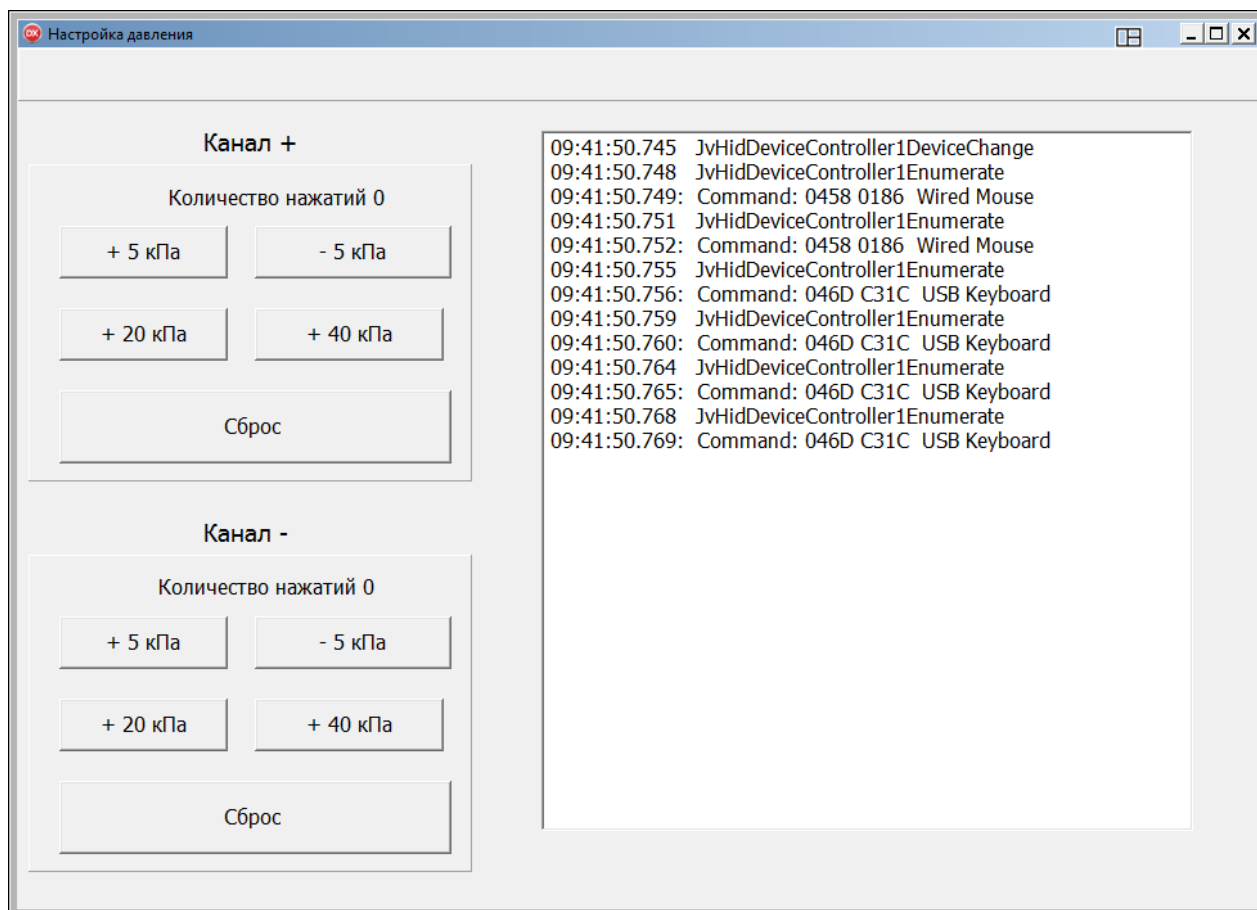 DX Настройка давления
Канал +
Количество нажатий 0
+ 5 кПа
- 5 кПа
+ 20 кПа
+ 40 кПа
Сброс
Канал -
Количество нажатий 0
+ 5 кПа
- 5 кПа
+ 20 кПа
+ 40 кПа
Сброс
09:41:50.745 JvHidDeviceController1DeviceChange
09:41:50.748 JvHidDeviceController1Enumerate
09:41:50.749: Command: 0458 0186 Wired Mouse
09:41:50.751 JvHidDeviceController1Enumerate
09:41:50.752: Command: 0458 0186 Wired Mouse
09:41:50.755 JvHidDeviceController1Enumerate
09:41:50.756: Command: 046D C31C USB Keyboard
09:41:50.759 JvHidDeviceController1Enumerate
09:41:50.760: Command: 046D C31C USB Keyboard
09:41:50.764 JvHidDeviceController1Enumerate
09:41:50.765: Command: 046D C31C USB Keyboard
09:41:50.768 JvHidDeviceController1Enumerate
09:41:50.769: Command: 046D C31C USB Keyboard